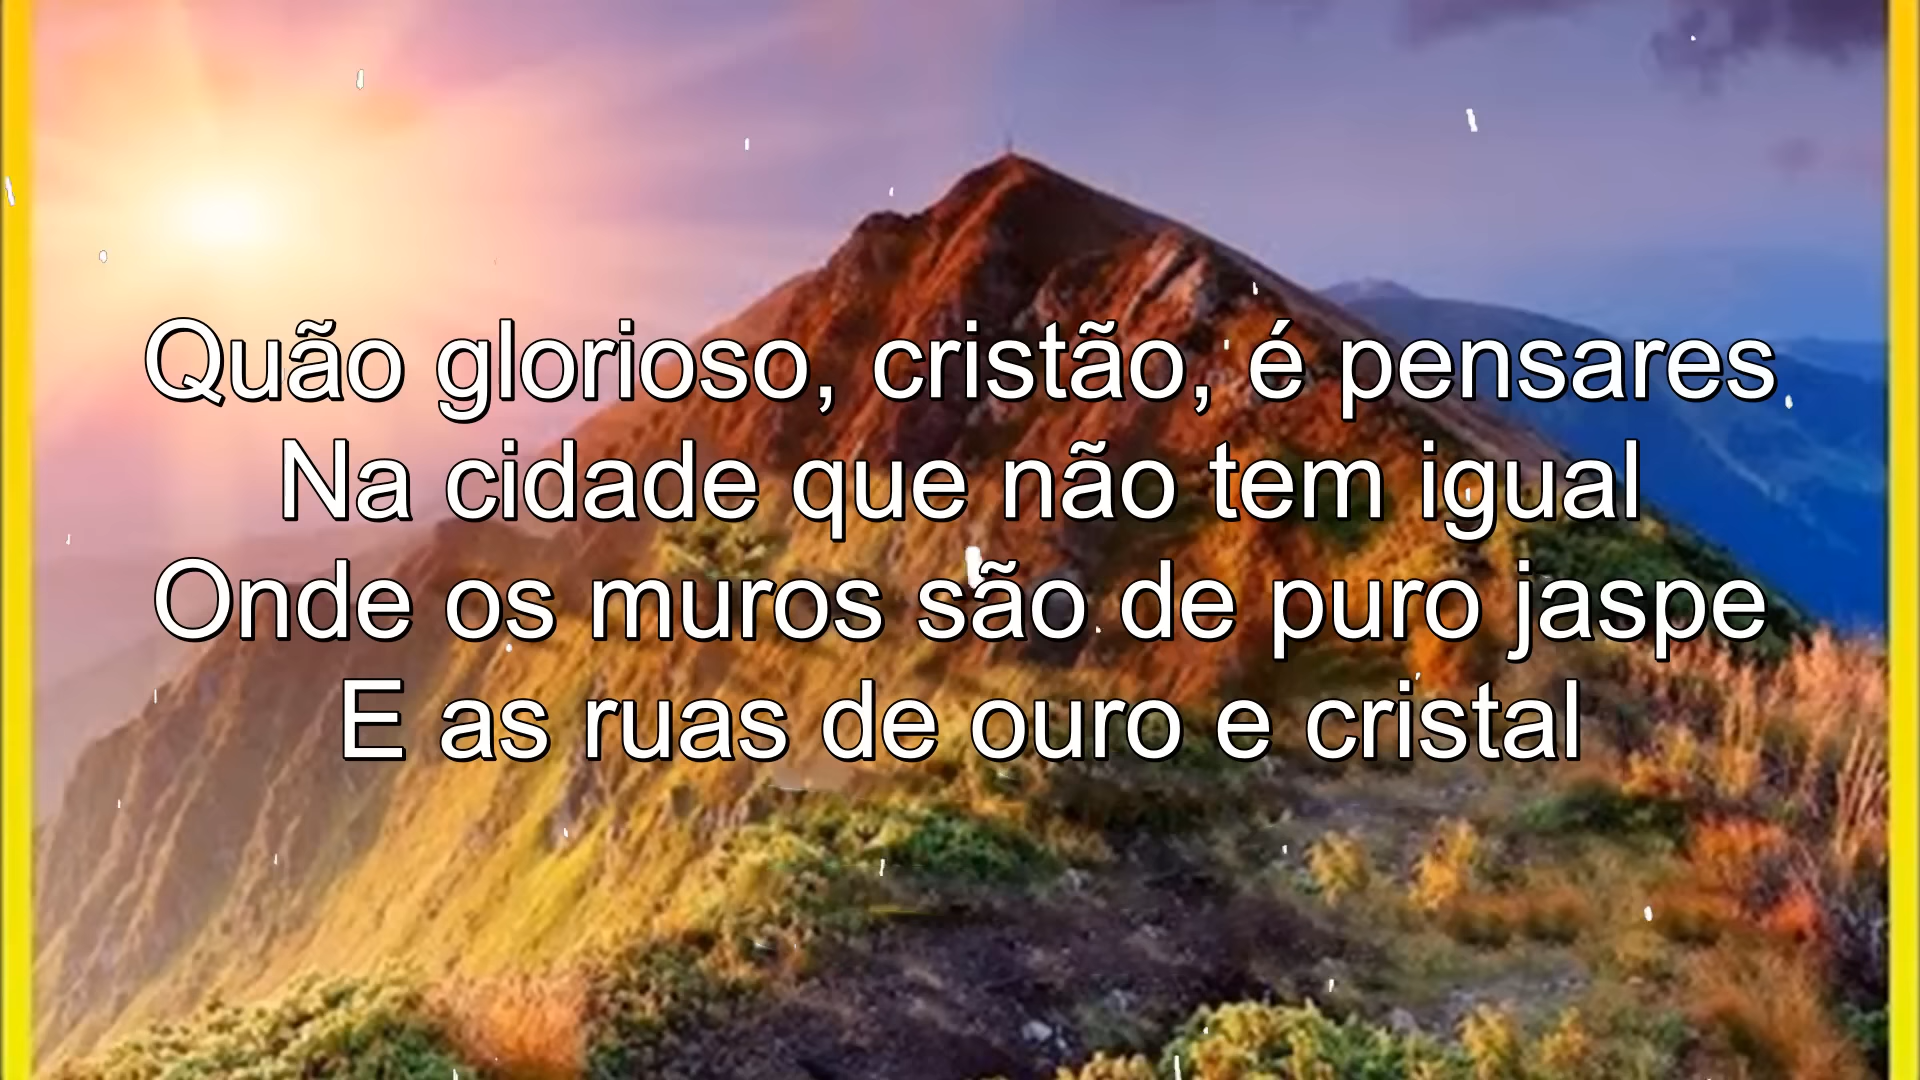 Quão glorioso, cristão, é pensares
Na cidade que não tem igual
Onde os muros são de puro jaspe
E as ruas de ouro e cristal